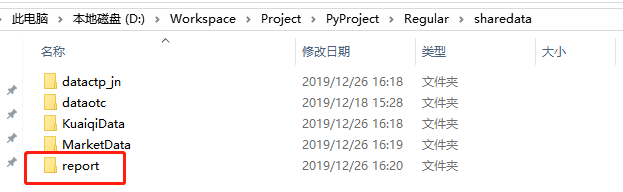 此电脑 > 本地磁盘 (D:) > Workspace > Project > PyProject > Regular > sharedata
名称 修改日期 类型 大小
datactp_jn 2019/12/26 16:18 文件夹
dataotc 2019/12/18 15:28 文件夹
KuaiqiData 2019/12/26 16:18 文件夹
MarketData 2019/12/26 16:19 文件夹
report 2019/12/26 16:20 文件夹